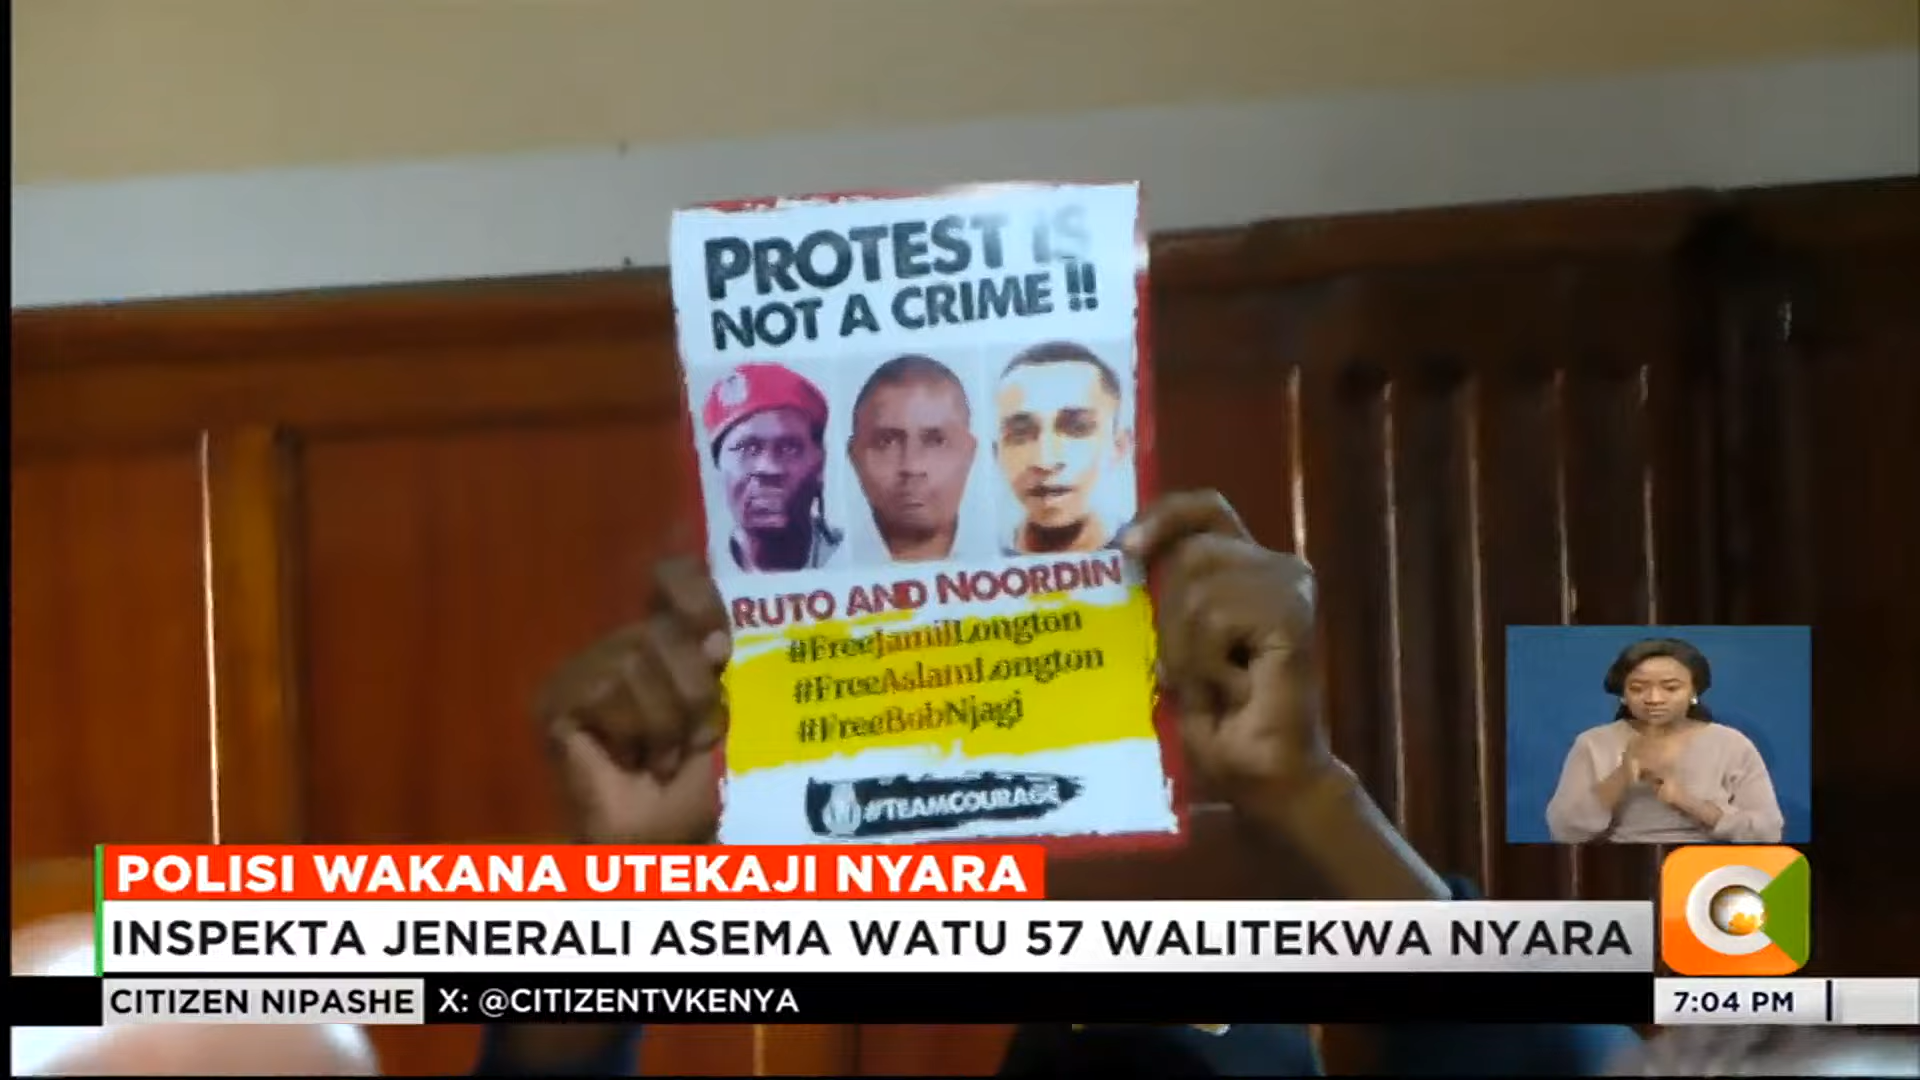 PROTEST IS
NOT A CRIME !!
RUTO AND NOORDIN
#FreeJamilLongton
#FreeAslamLongton
#FreeBobNjagi
#TEAMCOURAGE
POLISI WAKANA UTEKAJI NYARA
INSPEKTA JENERALI ASEMA WATU 57 WALITEKWA NYARA
CITIZEN NIPASHE X: @CITIZENTVKENYA
7:04 PM